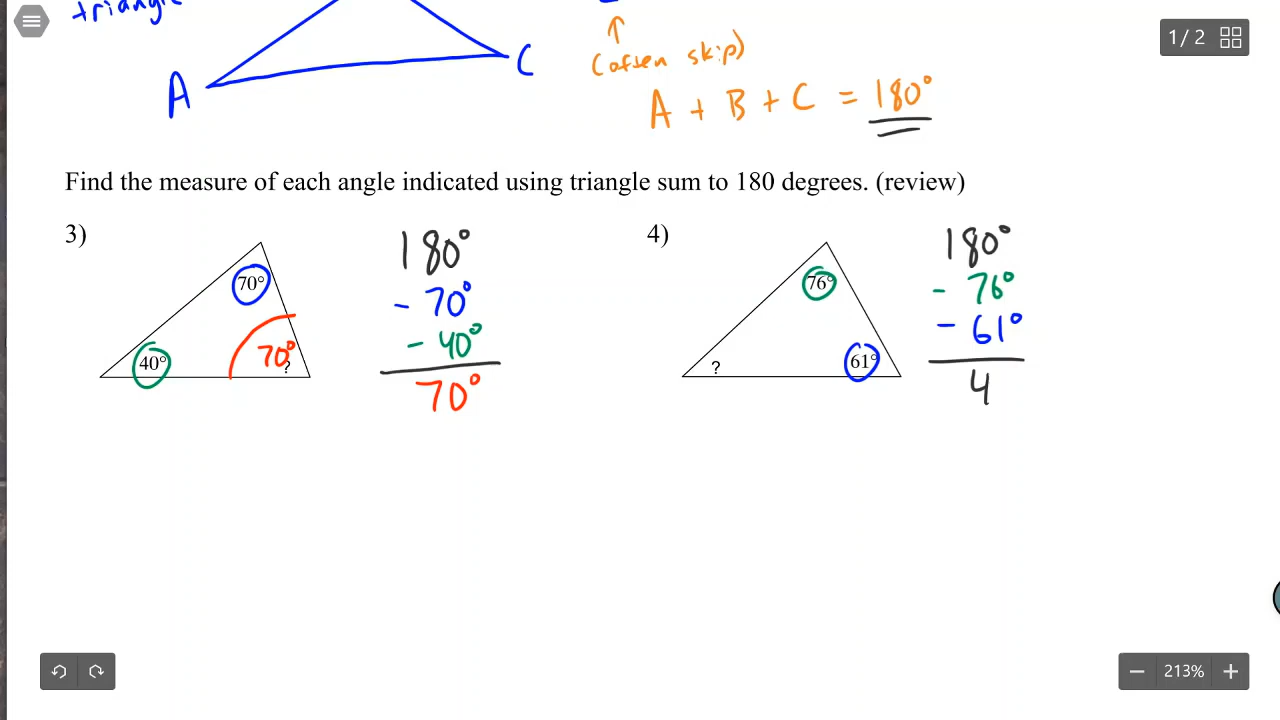 triangle
1 / 2
A
C
(often skip)
A + B + C = 180°
Find the measure of each angle indicated using triangle sum to 180 degrees. (review)
3)
70°
40°
70°
?
180°
- 70°
- 40°
70°
4)
76°
?
61°
180°
- 76°
- 61°
4
213%